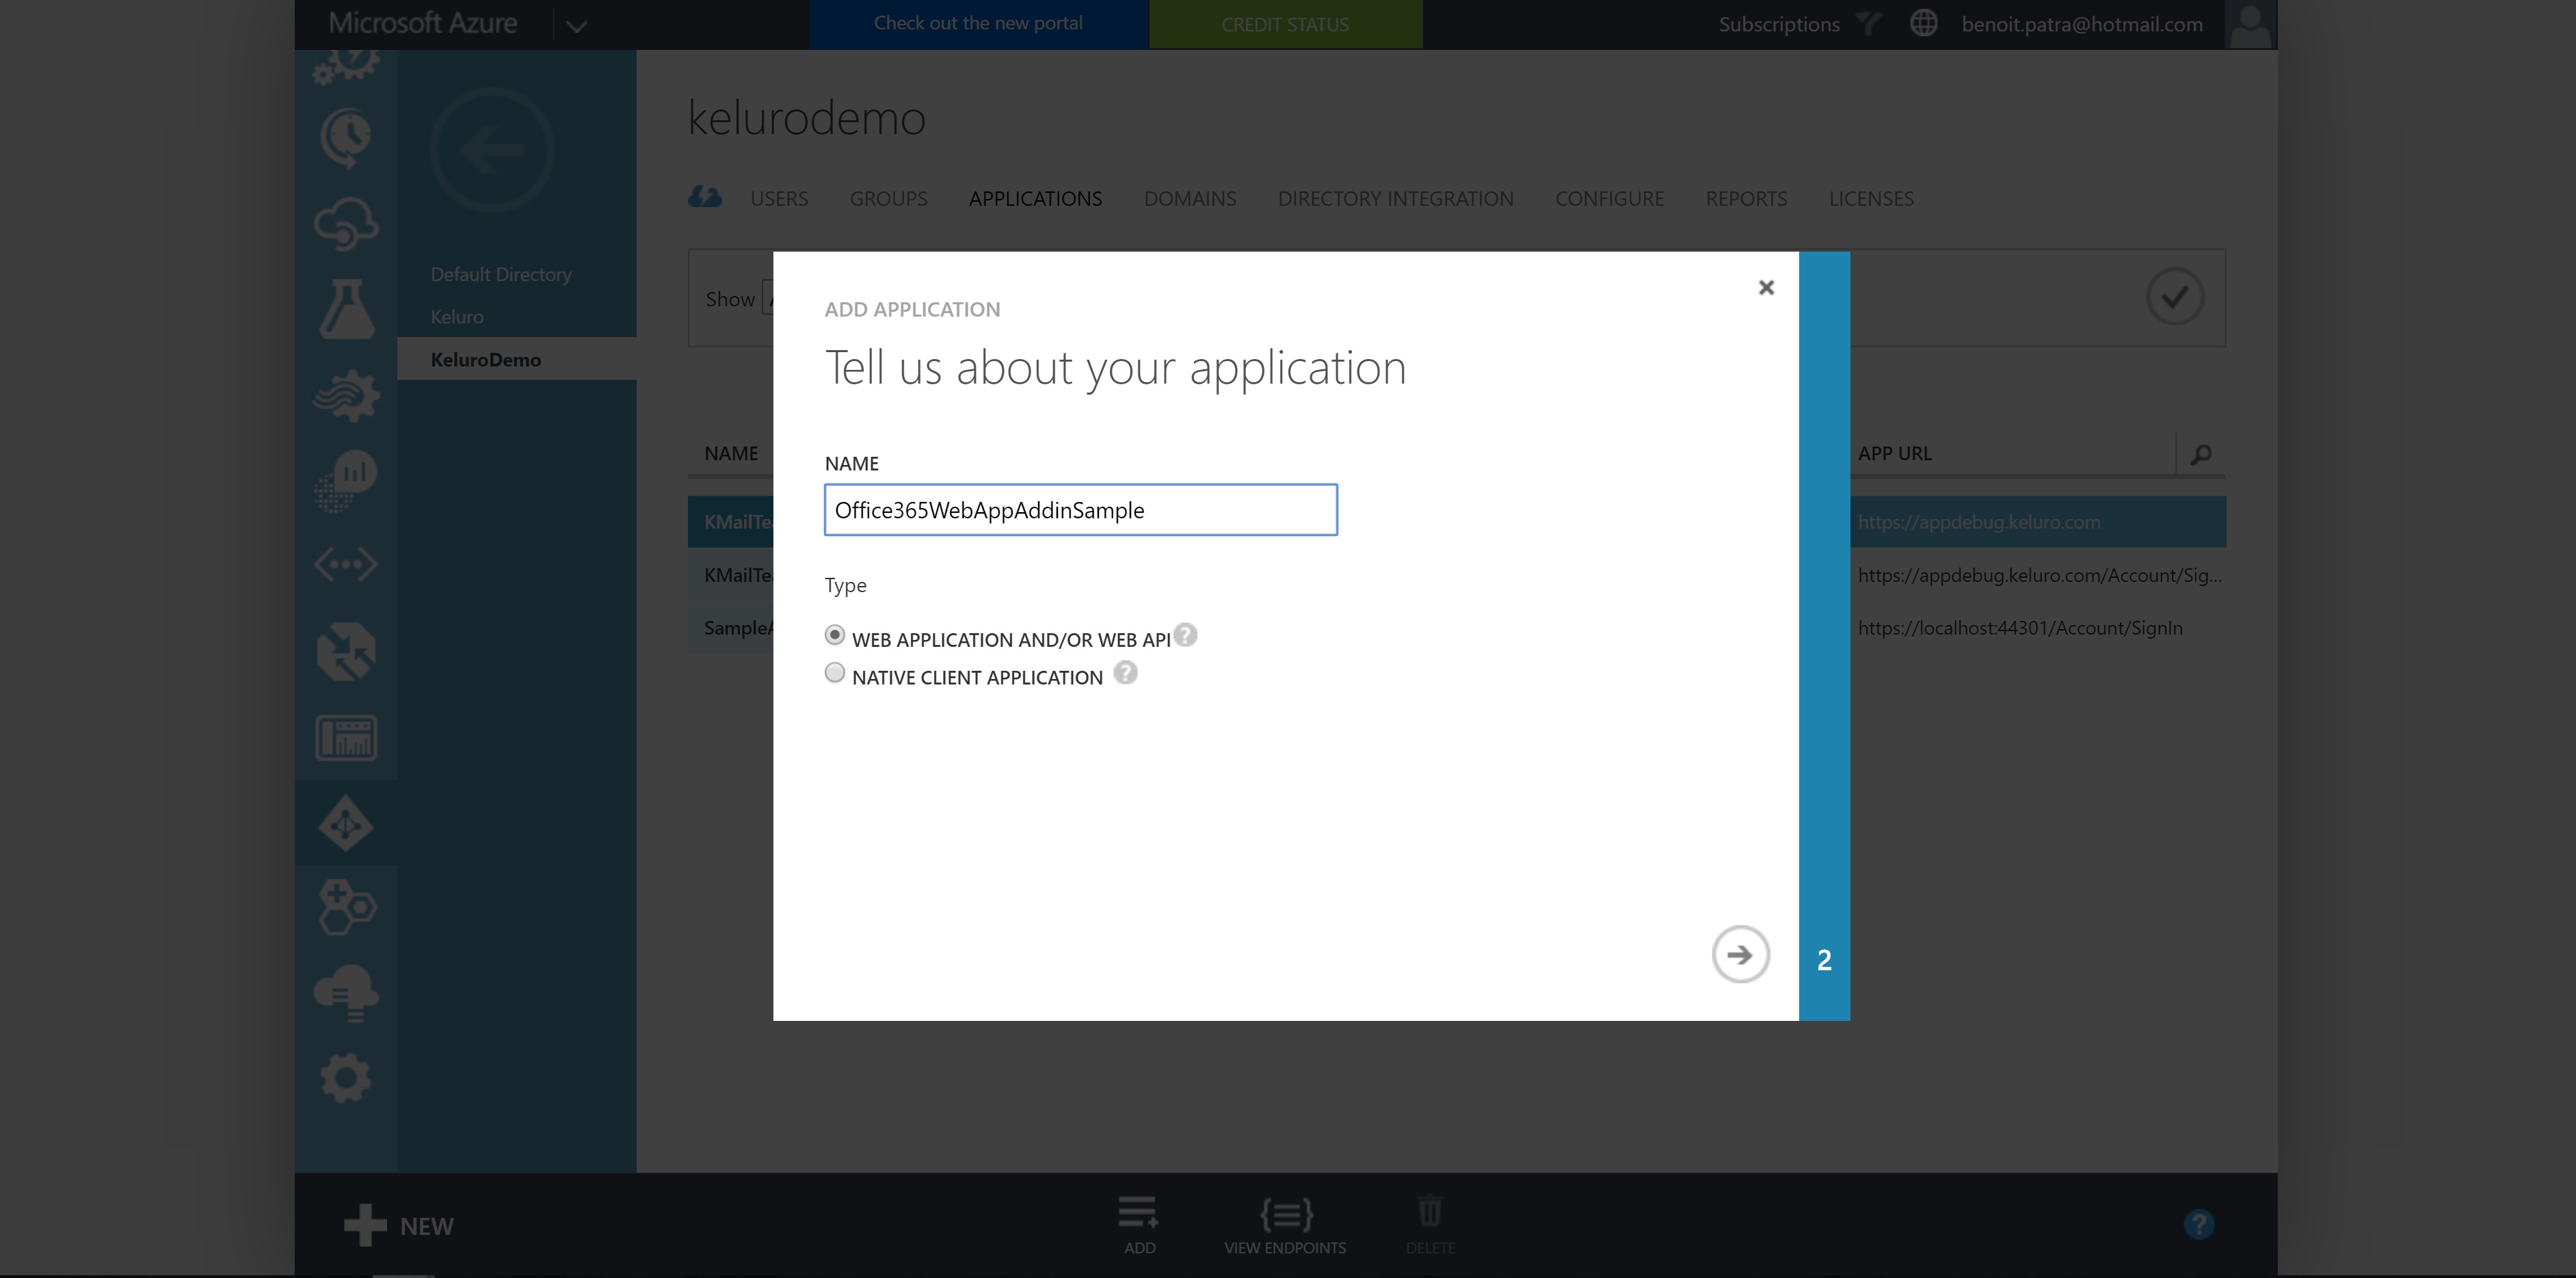 Microsoft Azure
Check out the new portal
CREDIT STATUS
Subscriptions
benoit.patra@hotmail.com
kelurodemo
USERS GROUPS APPLICATIONS DOMAINS DIRECTORY INTEGRATION CONFIGURE REPORTS LICENSES
Default Directory
Keluro
KeluroDemo
Show
ADD APPLICATION
Tell us about your application
NAME
Office365WebAppAddinSample
Type
WEB APPLICATION AND/OR WEB API ?
NATIVE CLIENT APPLICATION ?
2
NAME
APP URL
KMailTea
https://appdebug.keluro.com
KMailTea
https://appdebug.keluro.com/Account/Sig...
SampleA
https://localhost:44301/Account/SignIn
NEW
ADD
VIEW ENDPOINTS
DELETE
?